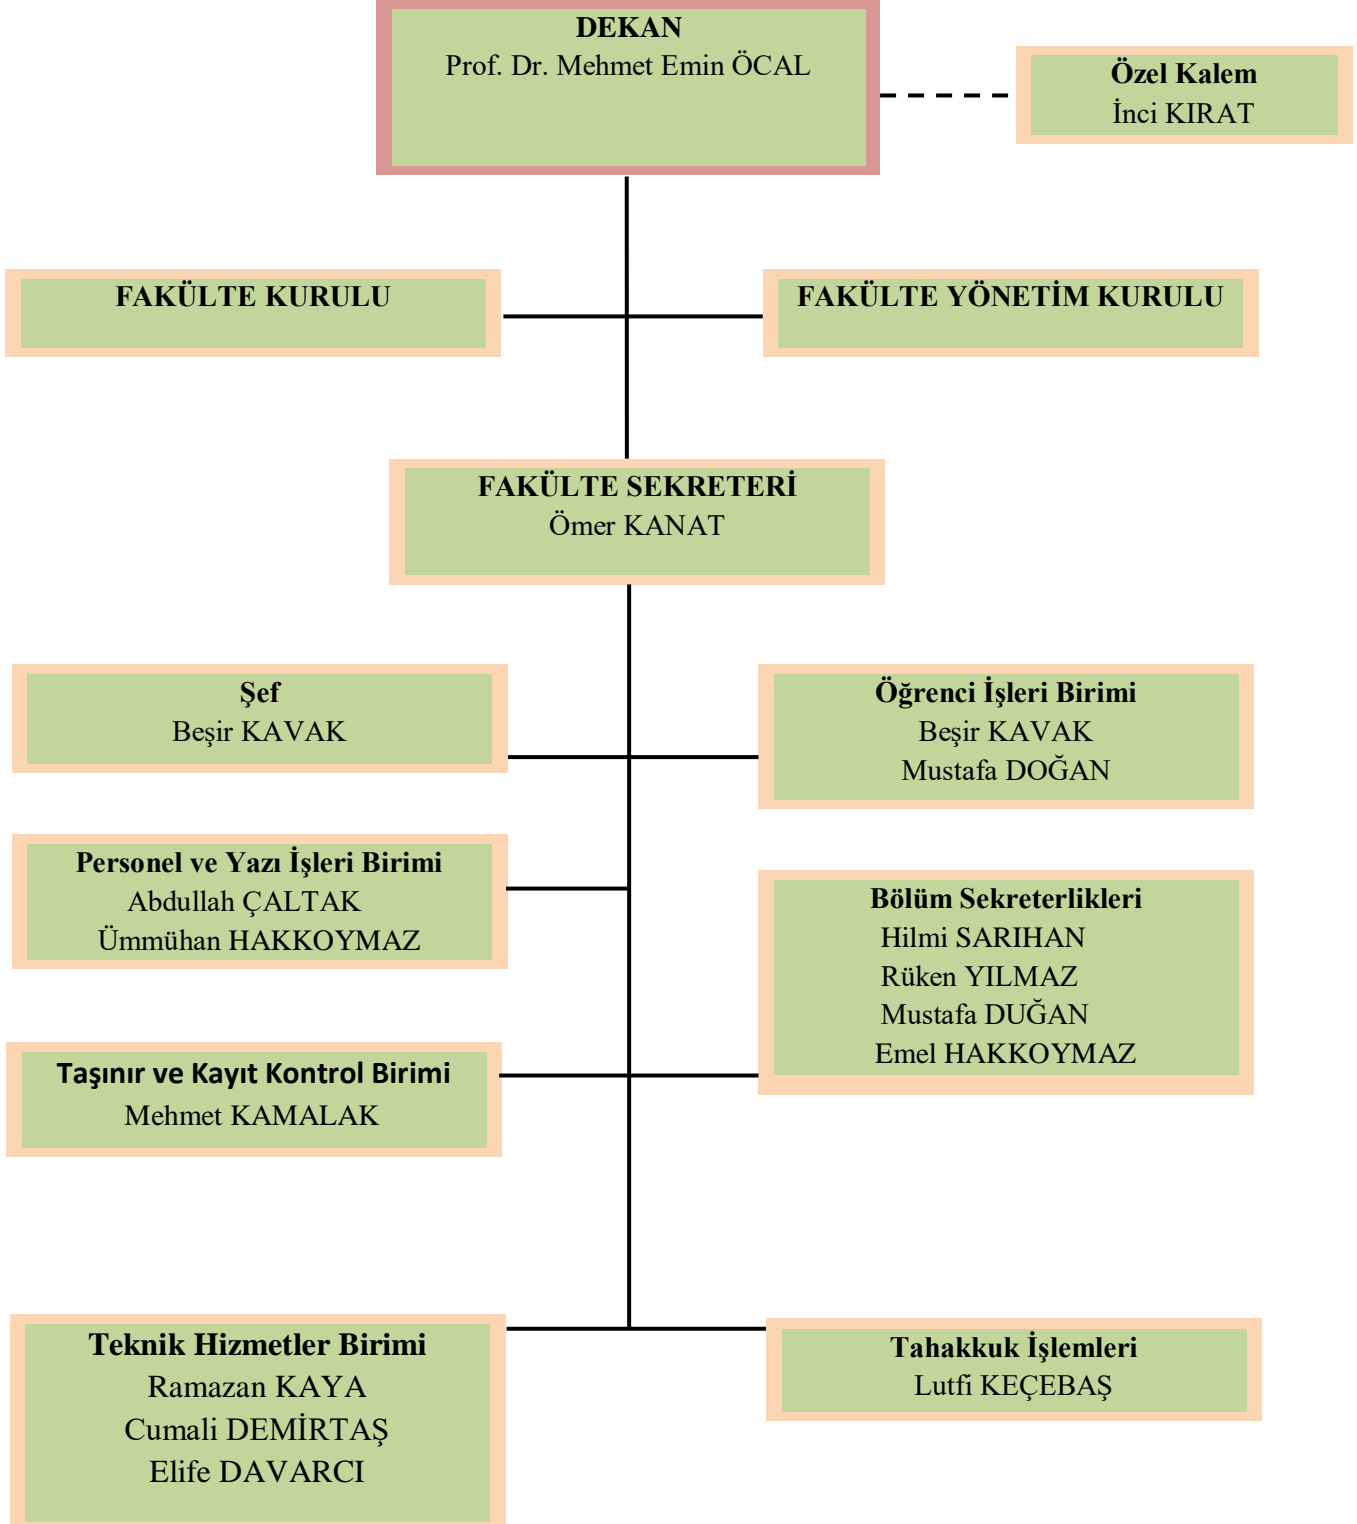 DEKAN
Prof. Dr. Mehmet Emin ÖCAL
Özel Kalem
İnci KIRAT
FAKÜLTE KURULU
FAKÜLTE YÖNETİM KURULU
FAKÜLTE SEKRETERİ
Ömer KANAT
Şef
Beşir KAVAK
Öğrenci İşleri Birimi
Beşir KAVAK
Mustafa DOĞAN
Personel ve Yazı İşleri Birimi
Abdullah ÇALTAK
Ümmühan HAKKOYMAZ
Bölüm Sekreterlikleri
Hilmi SARIHAN
Rüken YILMAZ
Mustafa DUĞAN
Emel HAKKOYMAZ
Taşınır ve Kayıt Kontrol Birimi
Mehmet KAMALAK
Teknik Hizmetler Birimi
Ramazan KAYA
Cumali DEMİRTAŞ
Elife DAVARCI
Tahakkuk İşlemleri
Lutfi KEÇEBAŞ